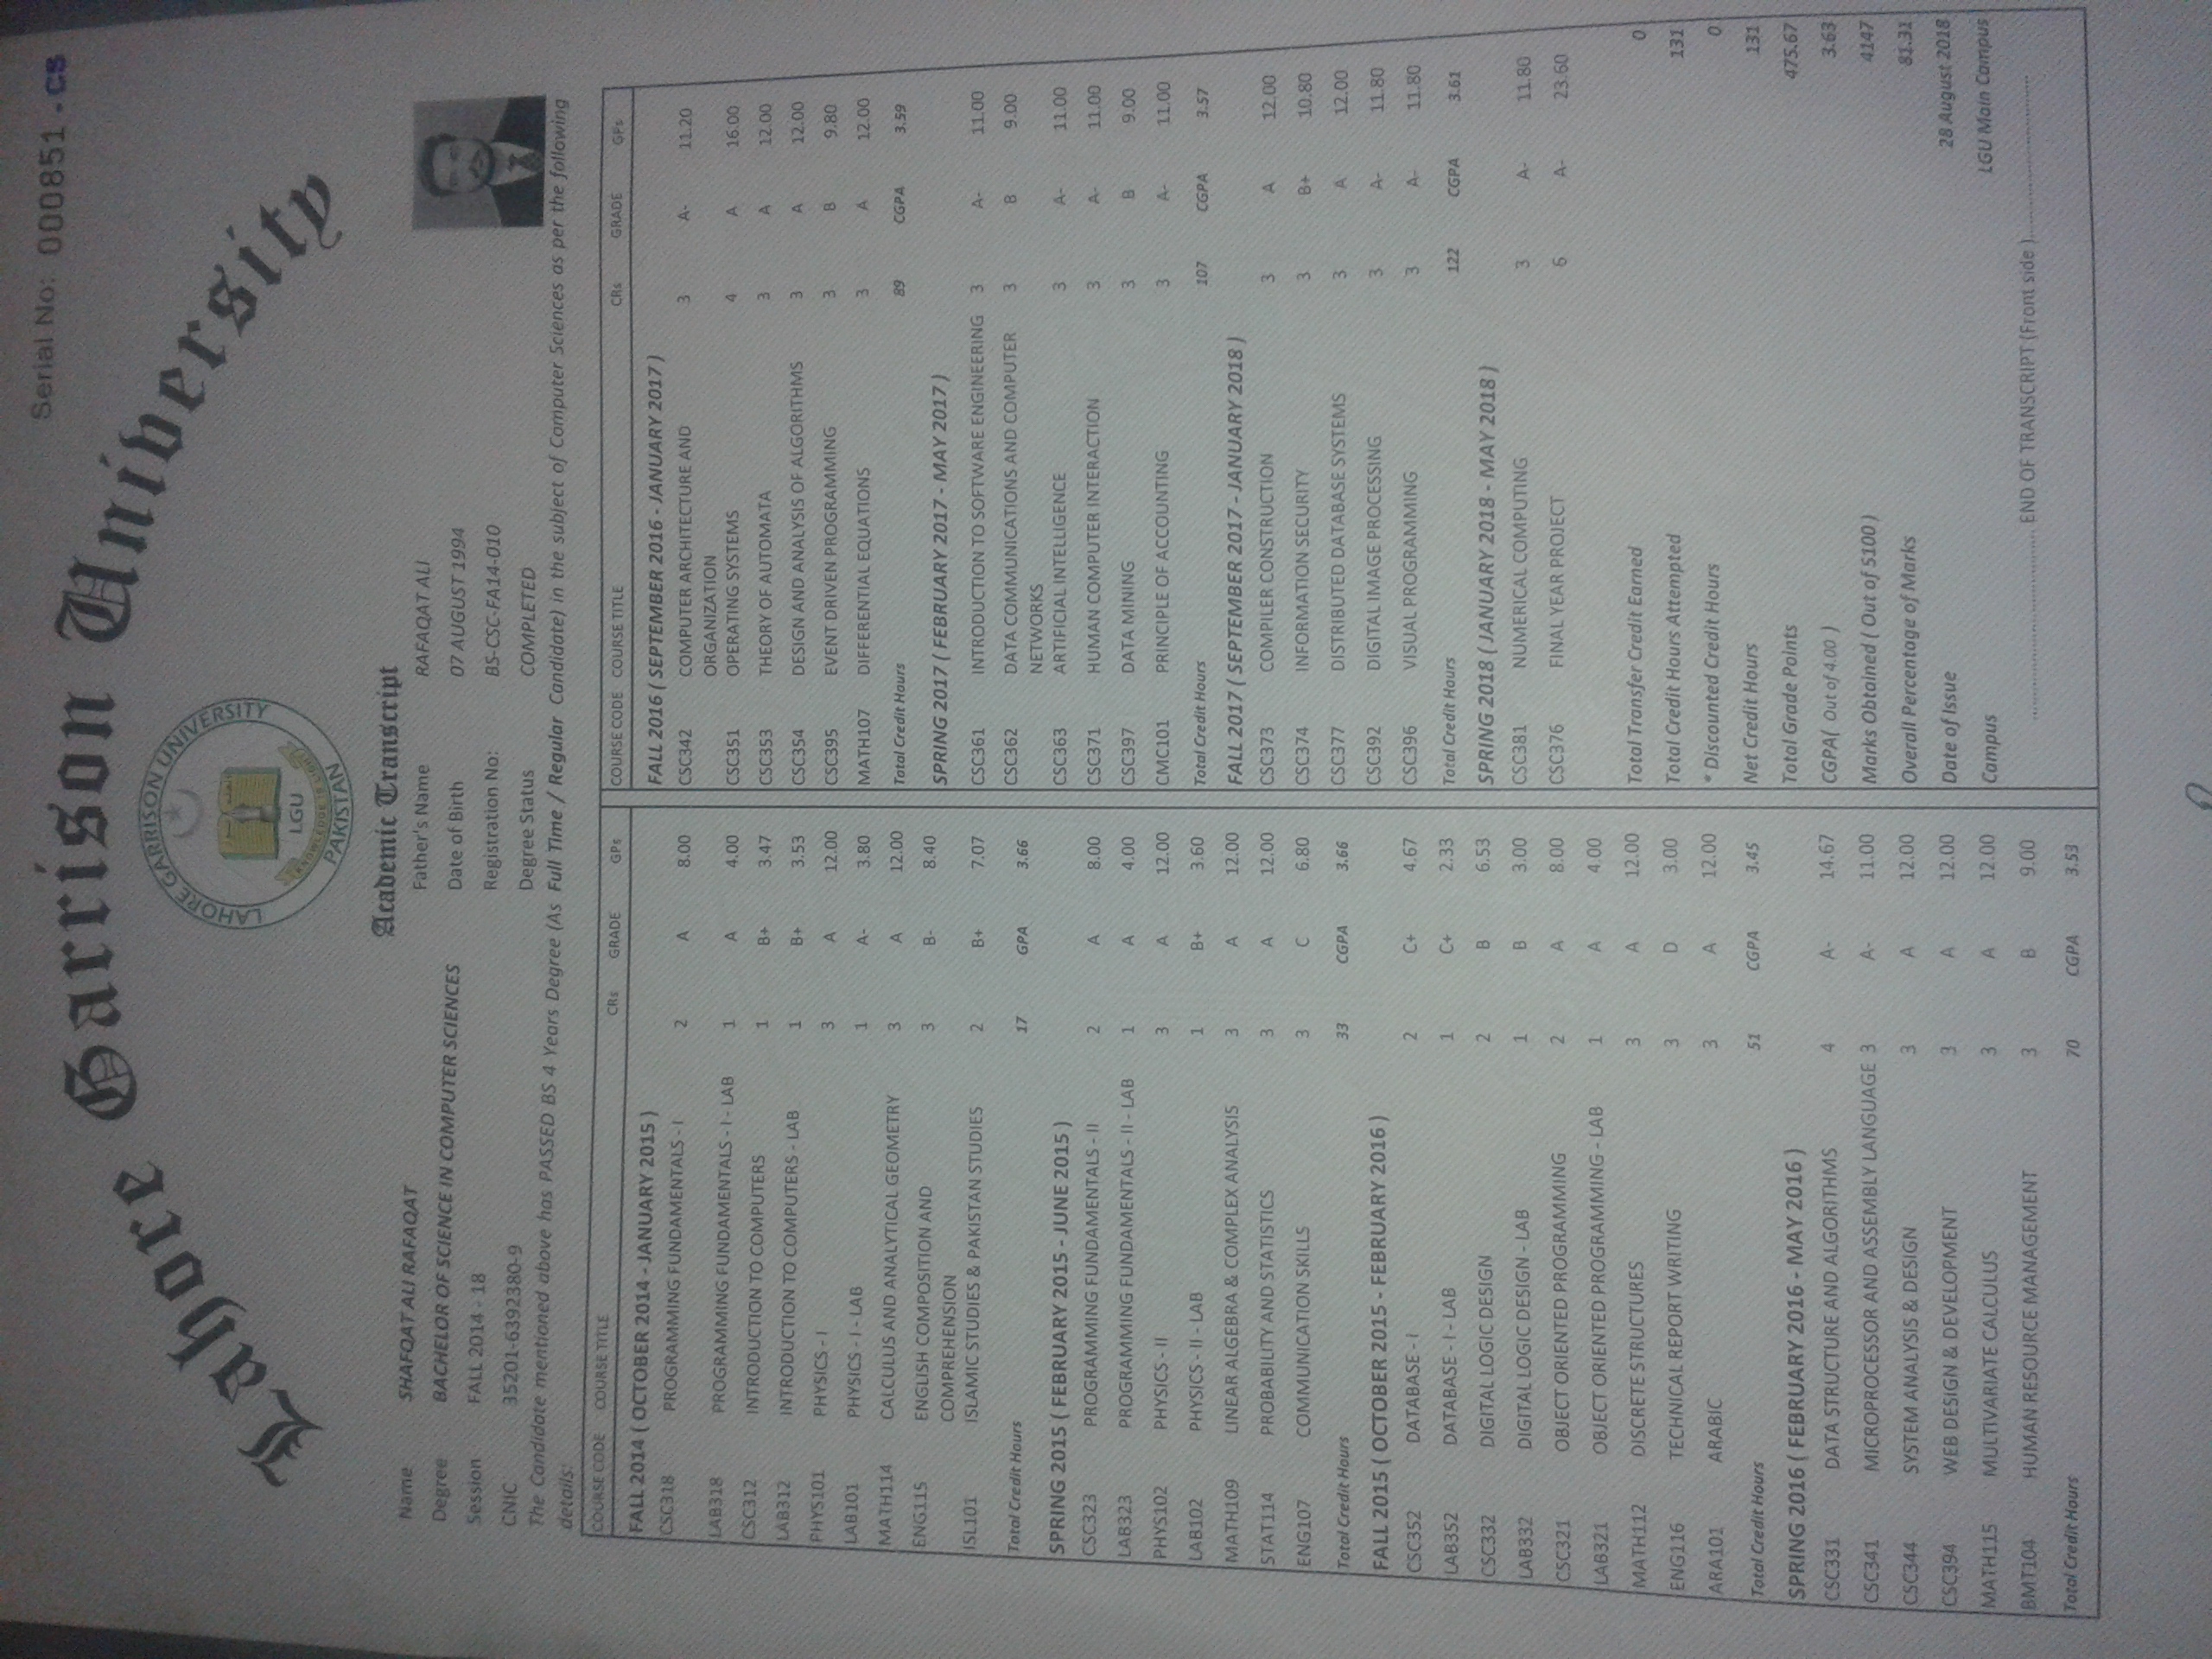 Serial No: 000851 - CS
Lahore Garrison University
LAHORE GARRISON UNIVERSITY
LGU
KNOWLEDGE IS LIGHT
PAKISTAN
Academic Transcript
Name SHAFQAT ALI RAFAQAT
Father's Name RAFAQAT ALI
Degree BACHELOR OF SCIENCE IN COMPUTER SCIENCES
Date of Birth 07 AUGUST 1994
Session FALL 2014 - 18
Registration No: BS-CSC-FA14-010
CNIC 35201-6392380-9
Degree Status COMPLETED
The Candidate mentioned above has PASSED BS 4 Years Degree (As Full Time / Regular Candidate) in the subject of Computer Sciences as per the following
details:
COURSE CODE COURSE TITLE CRs GRADE GPs
FALL 2014 ( OCTOBER 2014 - JANUARY 2015 )
CSC318 PROGRAMMING FUNDAMENTALS - I 2 A 8.00
LAB318 PROGRAMMING FUNDAMENTALS - I - LAB 1 A 4.00
CSC312 INTRODUCTION TO COMPUTERS 1 B+ 3.47
LAB312 INTRODUCTION TO COMPUTERS - LAB 1 B+ 3.53
PHYS101 PHYSICS - I 3 A 12.00
LAB101 PHYSICS - I - LAB 1 A- 3.80
MATH114 CALCULUS AND ANALYTICAL GEOMETRY 3 A 12.00
ENG115 ENGLISH COMPOSITION AND 3 B- 8.40
COMPREHENSION
ISL101 ISLAMIC STUDIES & PAKISTAN STUDIES 2 B+ 7.07
Total Credit Hours 17 GPA 3.66
SPRING 2015 ( FEBRUARY 2015 - JUNE 2015 )
CSC323 PROGRAMMING FUNDAMENTALS - II 2 A 8.00
LAB323 PROGRAMMING FUNDAMENTALS - II - LAB 1 A 4.00
PHYS102 PHYSICS - II 3 A 12.00
LAB102 PHYSICS - II - LAB 1 B+ 3.60
MATH109 LINEAR ALGEBRA & COMPLEX ANALYSIS 3 A 12.00
STAT114 PROBABILITY AND STATISTICS 3 A 12.00
ENG107 COMMUNICATION SKILLS 3 C 6.80
Total Credit Hours 33 CGPA 3.66
FALL 2015 ( OCTOBER 2015 - FEBRUARY 2016 )
CSC352 DATABASE - I 2 C+ 4.67
LAB352 DATABASE - I - LAB 1 C+ 2.33
CSC332 DIGITAL LOGIC DESIGN 2 B 6.53
LAB332 DIGITAL LOGIC DESIGN - LAB 1 B 3.00
CSC321 OBJECT ORIENTED PROGRAMMING 2 A 8.00
LAB321 OBJECT ORIENTED PROGRAMMING - LAB 1 A 4.00
MATH112 DISCRETE STRUCTURES 3 A 12.00
ENG116 TECHNICAL REPORT WRITING 3 D 3.00
ARA101 ARABIC 3 A 12.00
Total Credit Hours 51 CGPA 3.45
SPRING 2016 ( FEBRUARY 2016 - MAY 2016 )
CSC331 DATA STRUCTURE AND ALGORITHMS 4 A- 14.67
CSC341 MICROPROCESSOR AND ASSEMBLY LANGUAGE 3 A- 11.00
CSC344 SYSTEM ANALYSIS & DESIGN 3 A 12.00
CSC394 WEB DESIGN & DEVELOPMENT 3 A 12.00
MATH115 MULTIVARIATE CALCULUS 3 A 12.00
BMT104 HUMAN RESOURCE MANAGEMENT 3 B 9.00
Total Credit Hours 70 CGPA 3.53
COURSE CODE COURSE TITLE CRs GRADE GPs
FALL 2016 ( SEPTEMBER 2016 - JANUARY 2017 )
CSC342 COMPUTER ARCHITECTURE AND 3 A- 11.20
ORGANIZATION
CSC351 OPERATING SYSTEMS 4 A 16.00
CSC353 THEORY OF AUTOMATA 3 A 12.00
CSC354 DESIGN AND ANALYSIS OF ALGORITHMS 3 A 12.00
CSC395 EVENT DRIVEN PROGRAMMING 3 B 9.80
MATH107 DIFFERENTIAL EQUATIONS 3 A 12.00
Total Credit Hours 89 CGPA 3.59
SPRING 2017 ( FEBRUARY 2017 - MAY 2017 )
CSC361 INTRODUCTION TO SOFTWARE ENGINEERING 3 A- 11.00
CSC362 DATA COMMUNICATIONS AND COMPUTER 3 B 9.00
NETWORKS
CSC363 ARTIFICIAL INTELLIGENCE 3 A- 11.00
CSC371 HUMAN COMPUTER INTERACTION 3 A- 11.00
CSC397 DATA MINING 3 B 9.00
CMC101 PRINCIPLE OF ACCOUNTING 3 A- 11.00
Total Credit Hours 107 CGPA 3.57
FALL 2017 ( SEPTEMBER 2017 - JANUARY 2018 )
CSC373 COMPILER CONSTRUCTION 3 A 12.00
CSC374 INFORMATION SECURITY 3 B+ 10.80
CSC377 DISTRIBUTED DATABASE SYSTEMS 3 A 12.00
CSC392 DIGITAL IMAGE PROCESSING 3 A- 11.80
CSC396 VISUAL PROGRAMMING 3 A- 11.80
Total Credit Hours 122 CGPA 3.61
SPRING 2018 ( JANUARY 2018 - MAY 2018 )
CSC381 NUMERICAL COMPUTING 3 A- 11.80
CSC376 FINAL YEAR PROJECT 6 A- 23.60
Total Transfer Credit Earned 0
Total Credit Hours Attempted 131
* Discounted Credit Hours 0
Net Credit Hours 131
Total Grade Points 475.67
CGPA( Out of 4.00 ) 3.63
Marks Obtained ( Out of 5100 ) 4147
Overall Percentage of Marks 81.31
Date of Issue 28 August 2018
Campus LGU Main Campus
.................................. END OF TRANSCRIPT (Front side )..................................